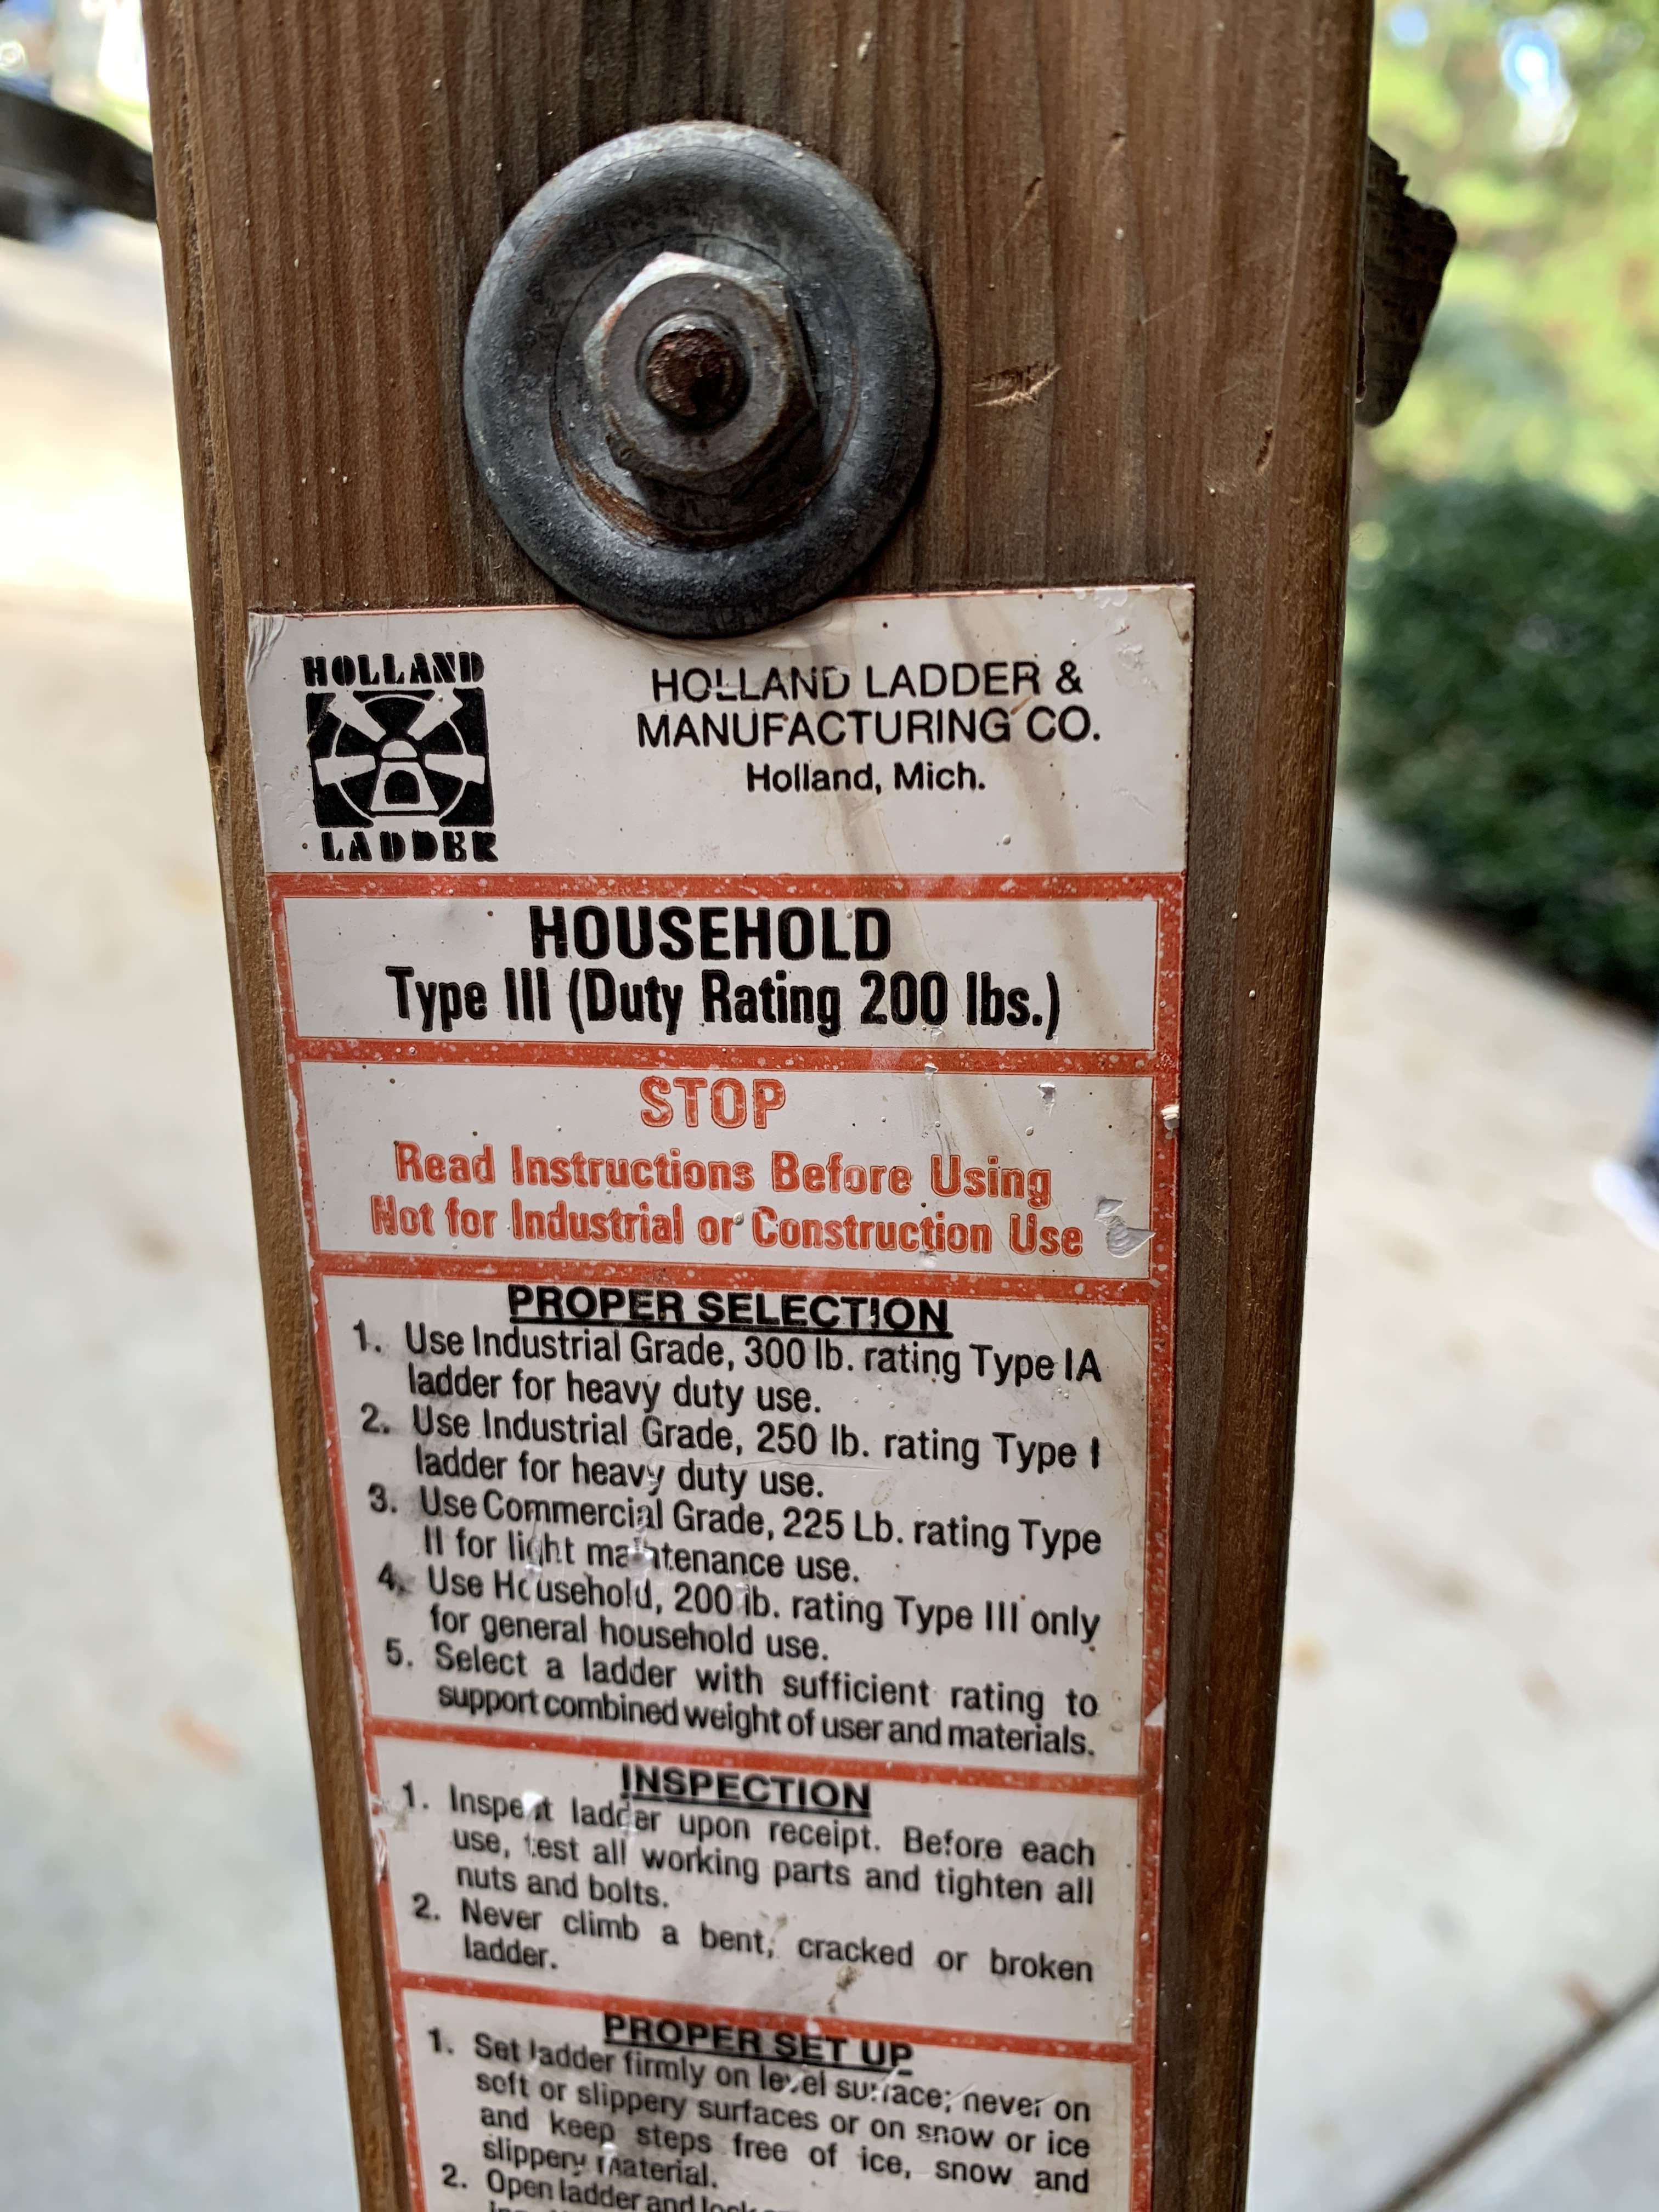 HOLLAND
LADDER
HOLLAND LADDER &
MANUFACTURING CO.
Holland, Mich.
HOUSEHOLD
Type III (Duty Rating 200 lbs.)
STOP
Read Instructions Before Using
Not for Industrial or Construction Use
PROPER SELECTION
1. Use Industrial Grade, 300 lb. rating Type IA
ladder for heavy duty use.
2. Use Industrial Grade, 250 lb. rating Type I
ladder for heavy duty use.
3. Use Commercial Grade, 225 Lb. rating Type
II for light maintenance use.
4. Use Household, 200 lb. rating Type III only
for general household use.
5. Select a ladder with sufficient rating to
support combined weight of user and materials.
INSPECTION
1. Inspect ladder upon receipt. Before each
use, test all working parts and tighten all
nuts and bolts.
2. Never climb a bent, cracked or broken
ladder.
PROPER SET UP
1. Set ladder firmly on level surface; never on
soft or slippery surfaces or on snow or ice
and keep steps free of ice, snow and
slippery material.
2. Open ladder and lock